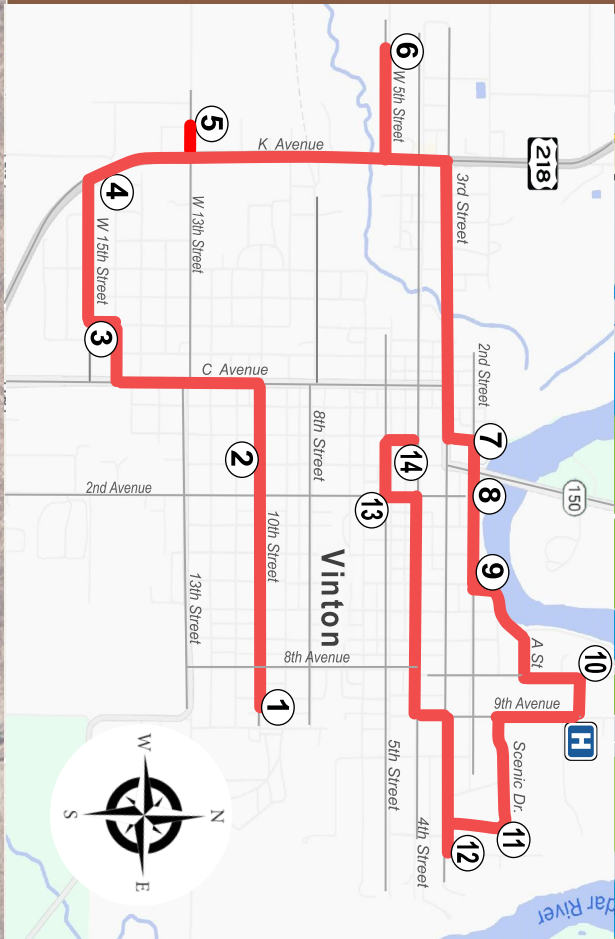 6
W 5th Street
5
K Avenue
218
4
W 13th Street
3rd Street
W 15th Street
3
C Avenue
2nd Street
7
8th Street
14
2
8
2nd Avenue
13
150
10th Street
9
Vinton
13th Street
A St
10
8th Avenue
1
9th Avenue
H
5th Street
Scenic Dr.
4th Street
11
12
W
N
S
E
dar River